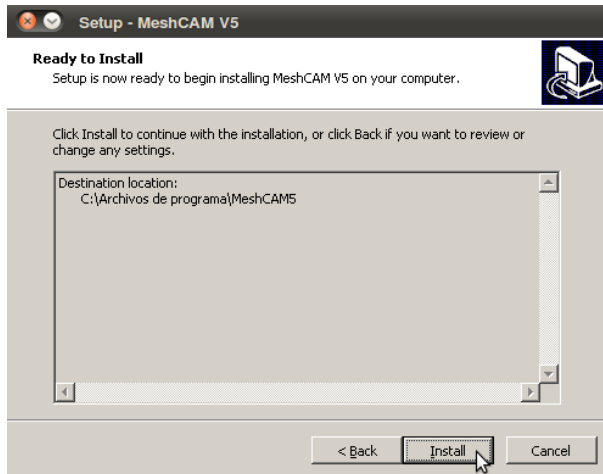 Setup - MeshCAM V5
Ready to Install
Setup is now ready to begin installing MeshCAM V5 on your computer.
Click Install to continue with the installation, or click Back if you want to review or
change any settings.
Destination location:
C:\Archivos de programa\MeshCAM5
< Back
Install
Cancel